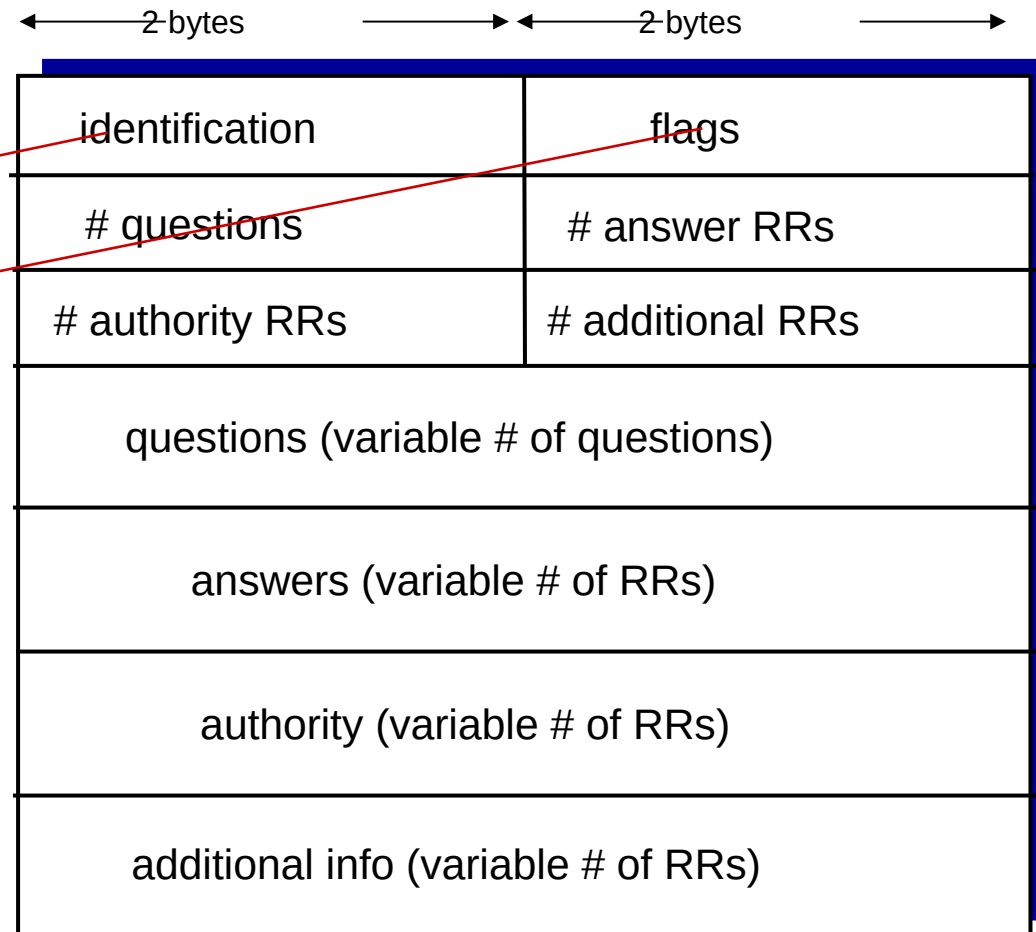 2 bytes 2 bytes
identification flags
# questions # answer RRs
# authority RRs # additional RRs
questions (variable # of questions)
answers (variable # of RRs)
authority (variable # of RRs)
additional info (variable # of RRs)